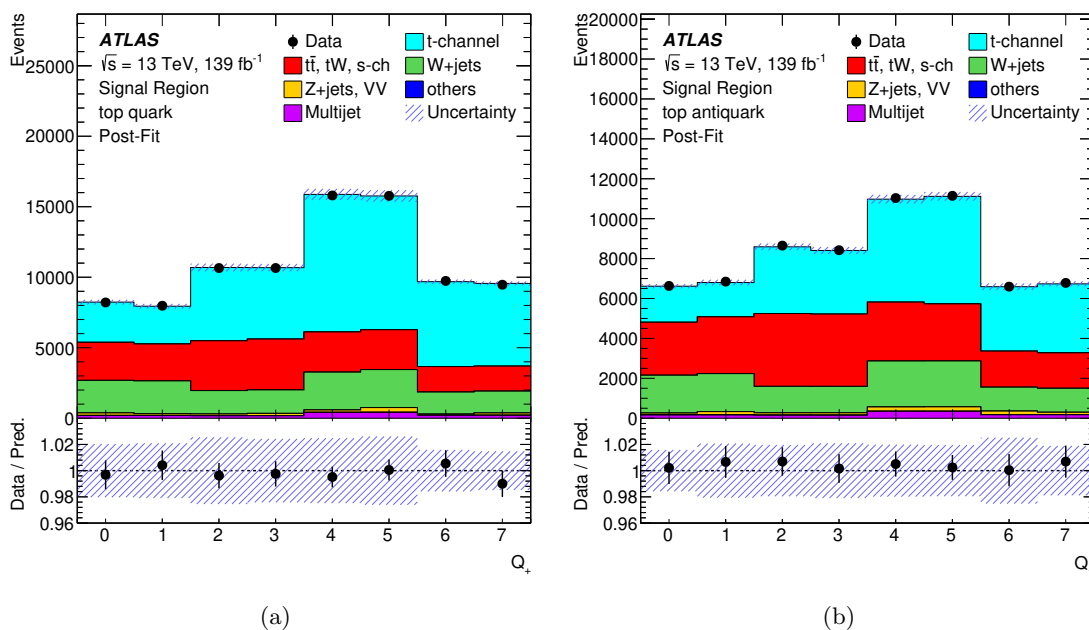 Events
ATLAS
√s = 13 TeV, 139 fb⁻¹
Signal Region
top quark
Post-Fit
Data
t-channel
tt̄, tW, s-ch
W+jets
Z+jets, VV
others
Multijet
Uncertainty
25000
20000
15000
10000
5000
0
Data / Pred.
1.02
1
0.98
0.96
0 1 2 3 4 5 6 7
Q₊
(a)
Events
ATLAS
√s = 13 TeV, 139 fb⁻¹
Signal Region
top antiquark
Post-Fit
Data
t-channel
tt̄, tW, s-ch
W+jets
Z+jets, VV
others
Multijet
Uncertainty
20000
18000
16000
14000
12000
10000
8000
6000
4000
2000
0
Data / Pred.
1.02
1
0.98
0.96
0 1 2 3 4 5 6 7
Q
(b)